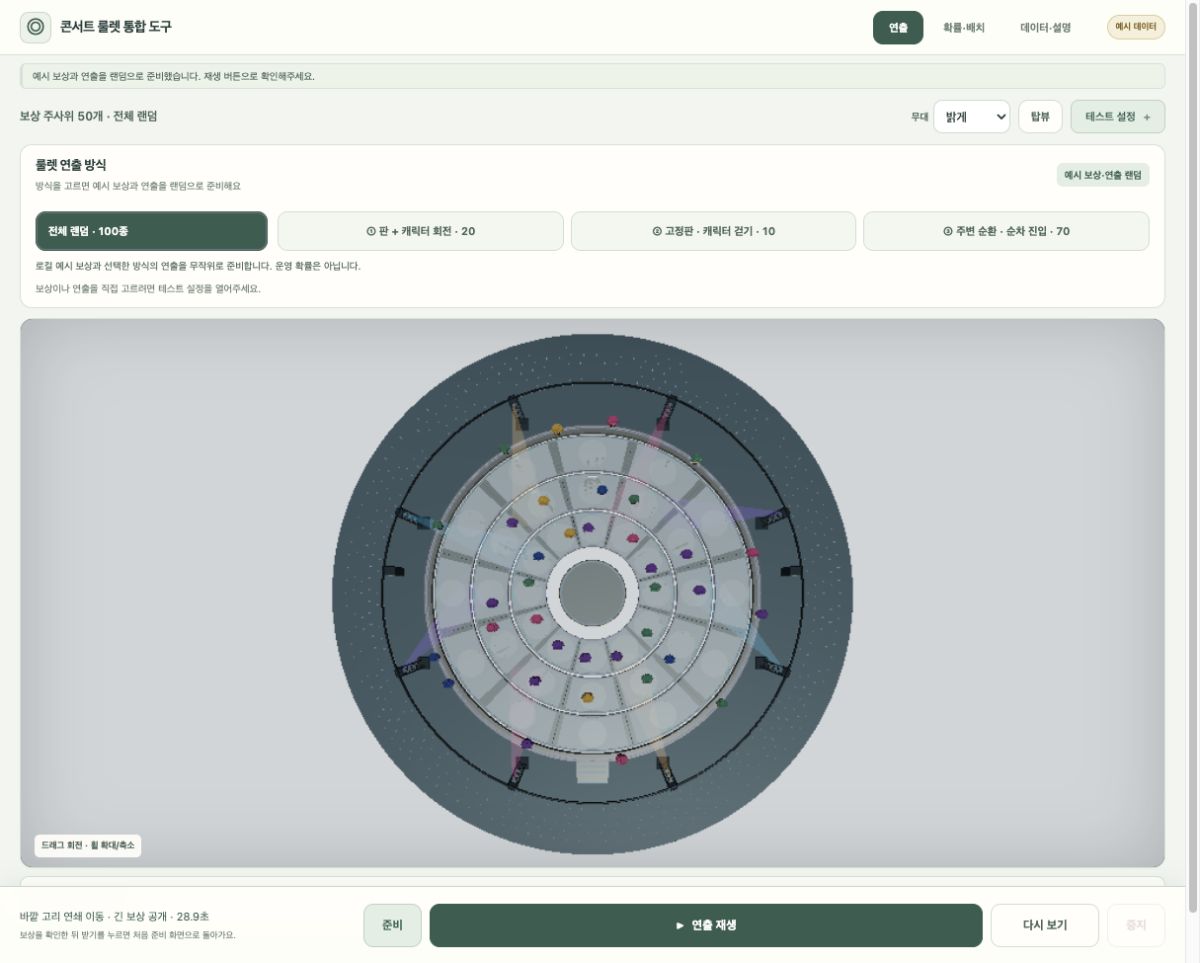 콘서트 룰렛 통합 도구
연출
확률·배치
데이터·설명
예시 데이터
예시 보상과 연출을 랜덤으로 준비했습니다. 재생 버튼으로 확인해주세요.
보상 주사위 50개 · 전체 랜덤
무대
밝게
탑뷰
테스트 설정 +
룰렛 연출 방식
방식을 고르면 예시 보상과 연출을 랜덤으로 준비해요
예시 보상·연출 랜덤
전체 랜덤 · 100종
① 판 + 캐릭터 회전 · 20
② 고정판 · 캐릭터 걷기 · 10
③ 주변 순환 · 순차 진입 · 70
로컬 예시 보상과 선택한 방식의 연출을 무작위로 준비합니다. 운영 확률은 아닙니다.
보상이나 연출을 직접 고르려면 테스트 설정을 열어주세요.
드래그 회전 · 휠 확대/축소
바깥 고리 연쇄 이동 · 긴 보상 공개 · 28.9초
보상을 확인한 뒤 받기를 누르면 처음 준비 화면으로 돌아가요.
준비
► 연출 재생
다시 보기
중지